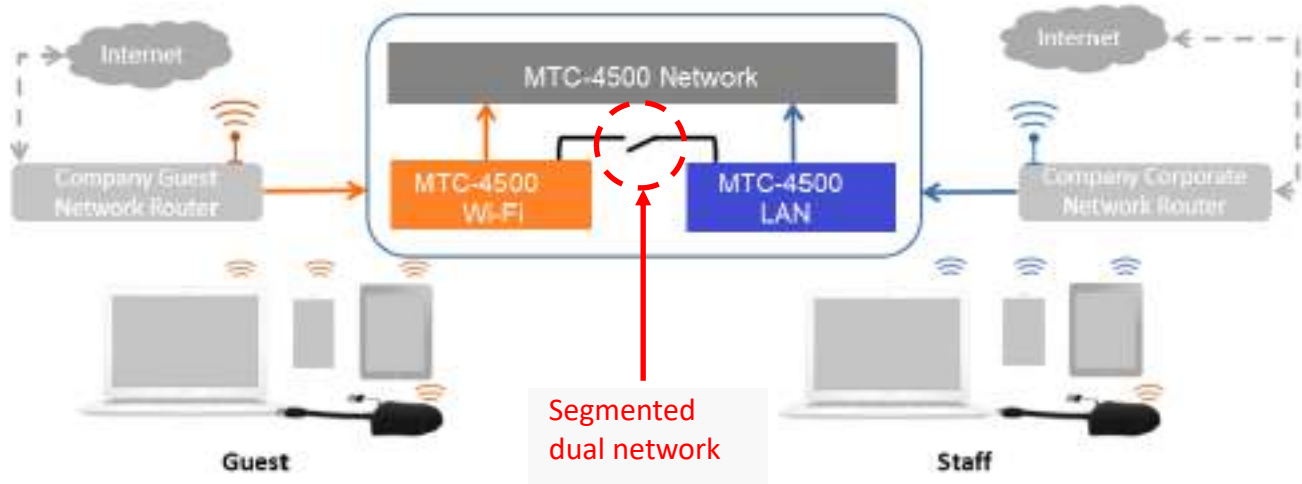 Internet
Internet
MTC-4500 Network
Company Guest
Network Router
MTC-4500
Wi-Fi
MTC-4500
LAN
Company Corporate
Network Router
Segmented
dual network
Guest
Staff